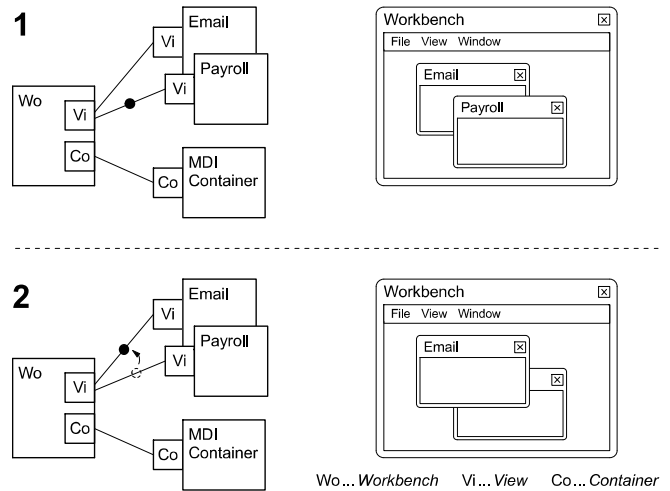 1
Email
Vi
Payroll
Vi
Wo
Vi
Co
MDI
Container
Co
Workbench
File View Window
Email
Payroll
2
Email
Vi
Payroll
Vi
Wo
Vi
Co
MDI
Container
Co
Workbench
File View Window
Email
Wo... Workbench Vi... View Co... Container